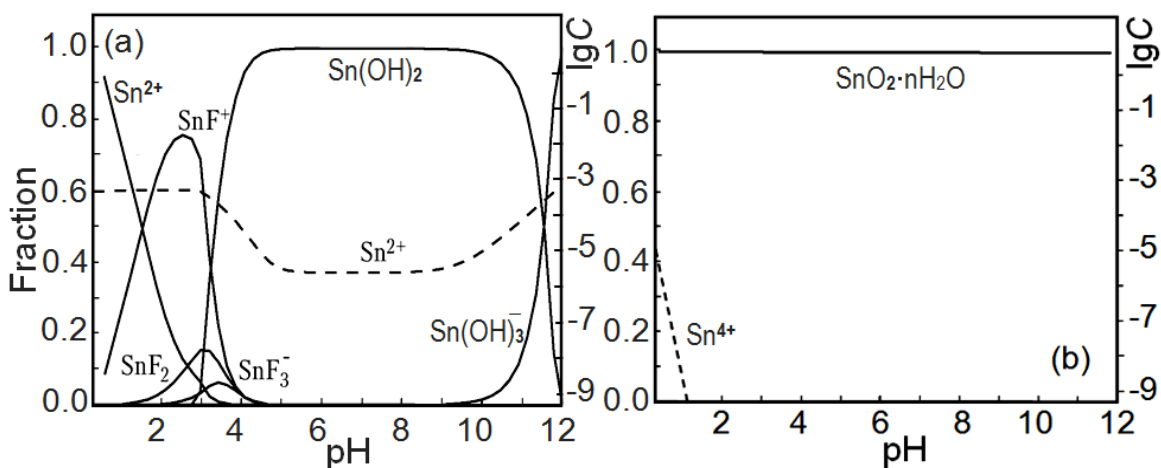 (a)
Fraction
1.0
0.8
0.6
0.4
0.2
0.0
Sn²⁺
SnF⁺
Sn(OH)₂
Sn²⁺
SnF₂
SnF₃⁻
Sn(OH)₃⁻
2 4 6 8 10 12
pH
lgC
-1
-3
-5
-7
-9
1.0
0.8
0.6
0.4
0.2
0.0
SnO₂·nH₂O
Sn⁴⁺
(b)
2 4 6 8 10 12
pH
lgC
-1
-3
-5
-7
-9